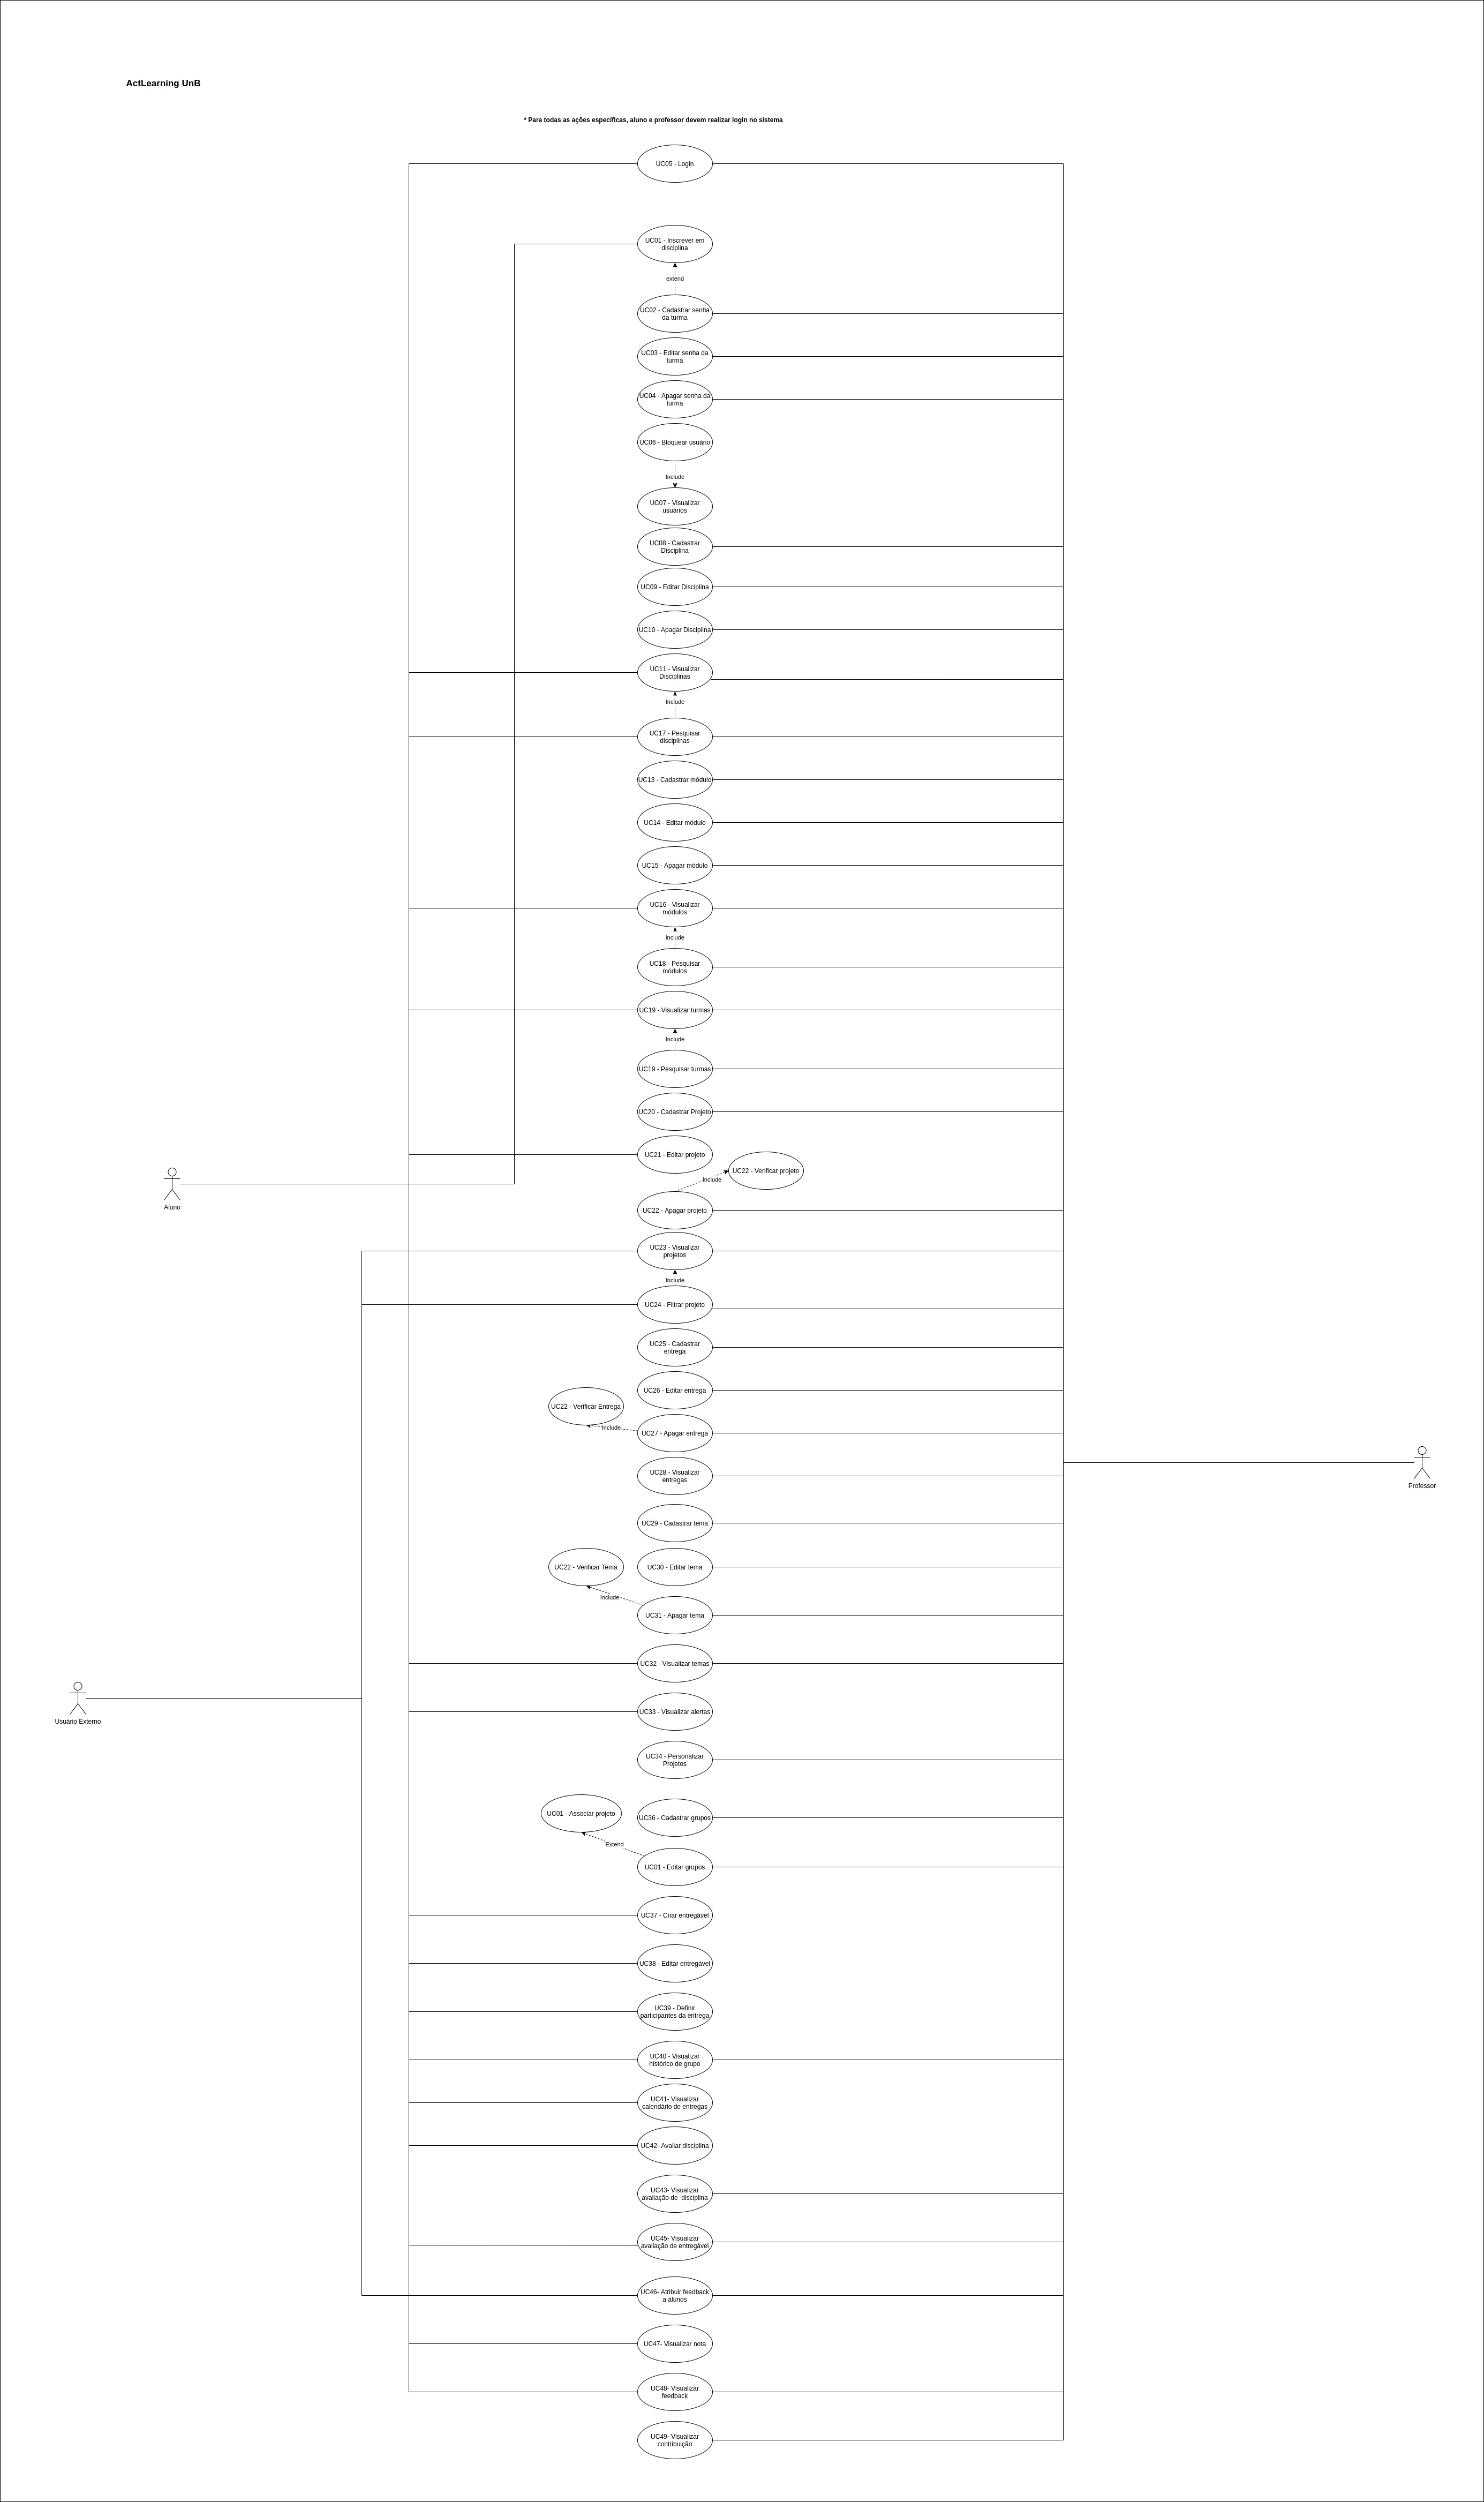 ActLearning UnB
* Para todas as ações específicas, aluno e professor devem realizar login no sistema
UC05 - Login
UC01 - Inscrever em
disciplina
extend
UC02 - Cadastrar senha
da turma
UC03 - Editar senha da
turma
UC04 - Apagar senha da
turma
UC06 - Bloquear usuário
Include
UC07 - Visualizar
usuários
UC08 - Cadastrar
Disciplina
UC09 - Editar Disciplina
UC10 - Apagar Disciplina
UC11 - Visualizar
Disciplinas
Include
UC17 - Pesquisar
disciplinas
UC13 - Cadastrar módulo
UC14 - Editar módulo
UC15 - Apagar módulo
UC16 - Visualizar
módulos
include
UC18 - Pesquisar
módulos
UC19 - Visualizar turmas
Include
UC19 - Pesquisar turmas
UC20 - Cadastrar Projeto
UC21 - Editar projeto
UC22 - Verificar projeto
Include
Aluno
UC22 - Apagar projeto
UC23 - Visualizar
projetos
Include
UC24 - Filtrar projeto
UC25 - Cadastrar
entrega
UC26 - Editar entrega
UC22 - Verificar Entrega
Include
UC27 - Apagar entrega
UC28 - Visualizar
entregas
Professor
UC29 - Cadastrar tema
UC22 - Verificar Tema
UC30 - Editar tema
Include
UC31 - Apagar tema
UC32 - Visualizar temas
UC33 - Visualizar alertas
Usuário Externo
UC34 - Personalizar
Projetos
UC01 - Associar projeto
UC36 - Cadastrar grupos
Extend
UC01 - Editar grupos
UC37 - Criar entregável
UC38 - Editar entregável
UC39 - Definir
participantes da entrega
UC40 - Visualizar
histórico de grupo
UC41- Visualizar
calendário de entregas
UC42- Avaliar disciplina
UC43- Visualizar
avaliação de disciplina
UC45- Visualizar
avaliação de entregável
UC46- Atribuir feedback
a alunos
UC47- Visualizar nota
UC48- Visualizar
feedback
UC49- Visualizar
contribuição